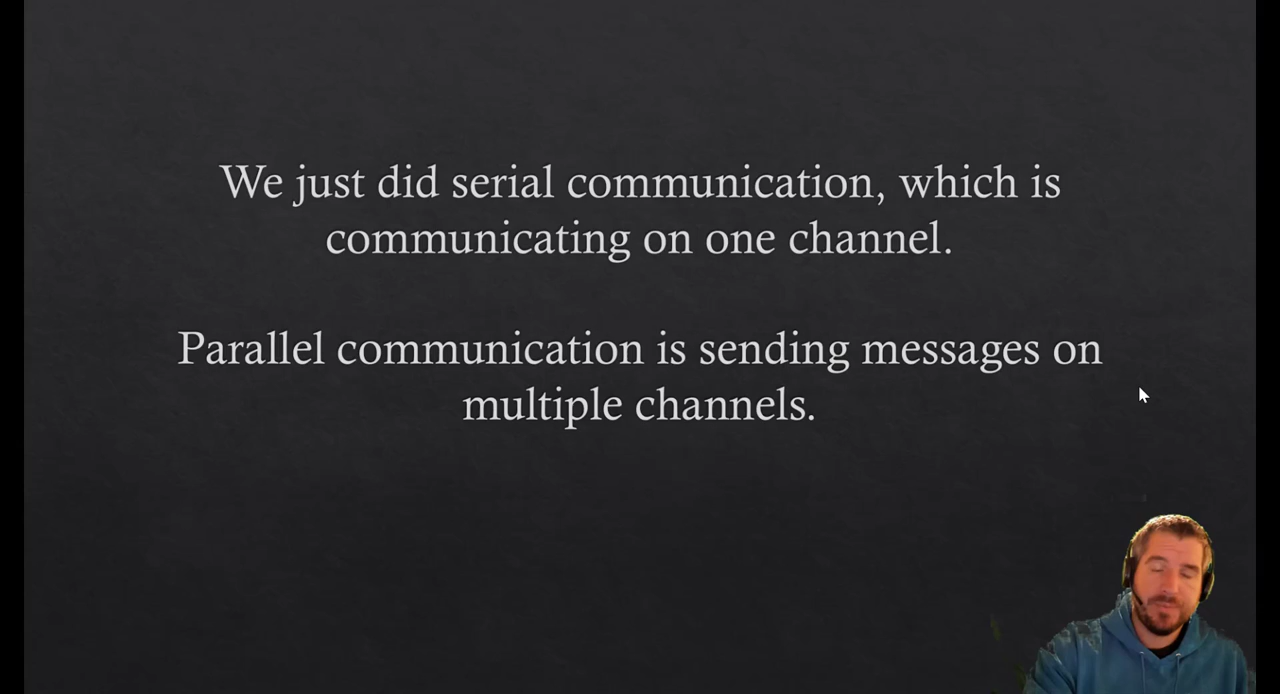 We just did serial communication, which is
communicating on one channel.
Parallel communication is sending messages on
multiple channels.